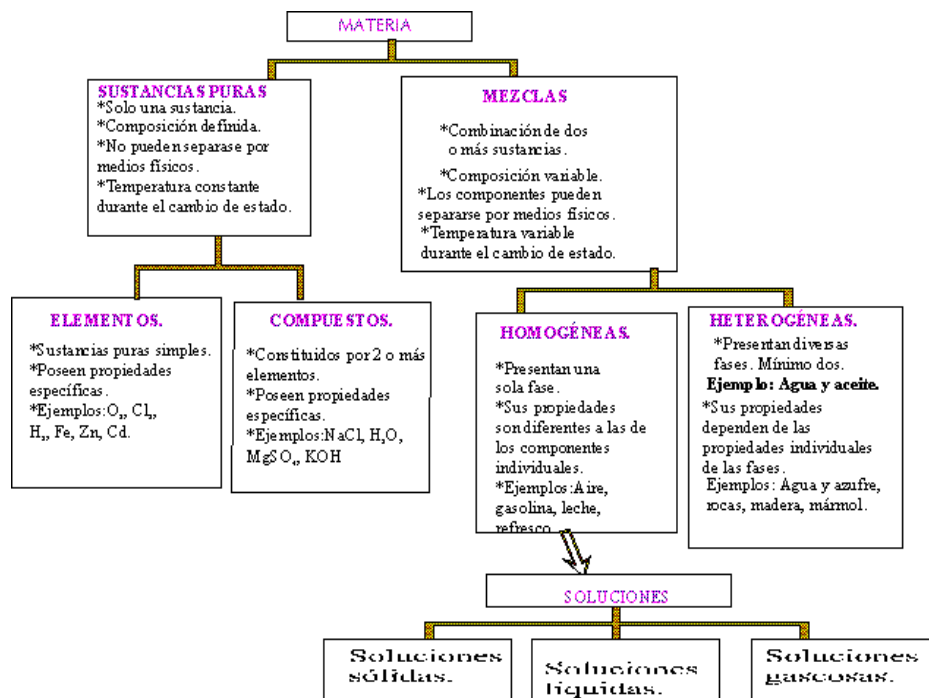 MATERIA
SUSTANCIAS PURAS
*Solo una sustancia.
*Composición definida.
*No pueden separase por
medios físicos.
*Temperatura constante
durante el cambio de estado.
MEZCLAS
*Combinación de dos
o más sustancias.
*Composición variable.
*Los componentes pueden
separarse por medios físicos.
*Temperatura variable
durante el cambio de estado.
ELEMENTOS.
*Sustancias puras simples.
*Poseen propiedades
específicas.
*Ejemplos:O₂, Cl₂,
H₂, Fe, Zn, Cd.
COMPUESTOS.
*Constituidos por 2 o más
elementos.
*Poseen propiedades
específicas.
*Ejemplos:NaCl, H₂O,
MgSO₄, KOH
HOMOGÉNEAS.
*Presentan una
sola fase.
*Sus propiedades
son diferentes a las de
los componentes
individuales.
*Ejemplos:Aire,
gasolina, leche,
refresco
HETEROGÉNEAS.
*Presentan diversas
fases. Mínimo dos.
Ejemplo: Agua y aceite.
*Sus propiedades
dependen de las
propiedades individuales
de las fases.
Ejemplos: Agua y azufre,
rocas, madera, mármol.
SOLUCIONES
Soluciones
sólidas.
Soluciones
líquidas.
Soluciones
gaseosas.